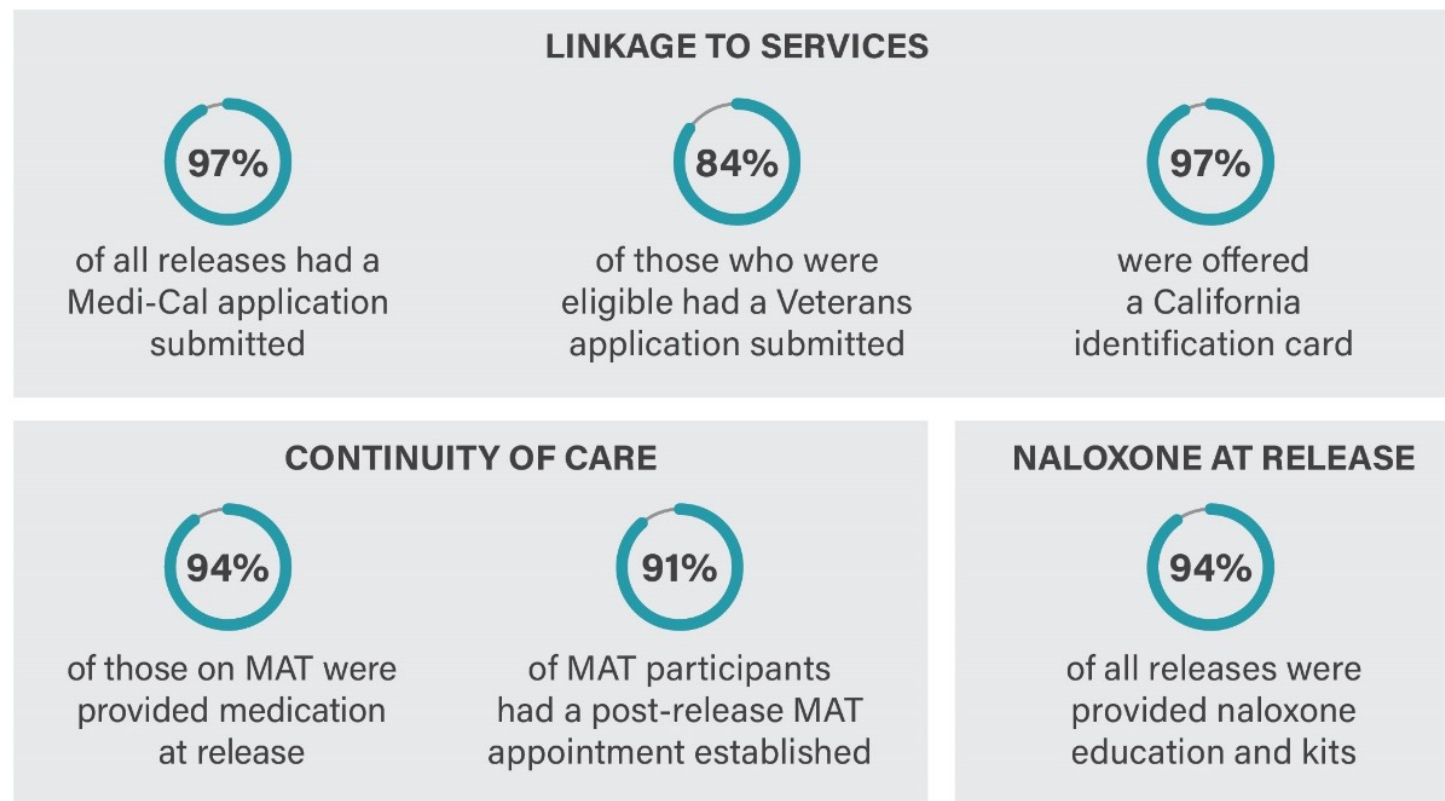 LINKAGE TO SERVICES
97%
of all releases had a
Medi-Cal application
submitted
84%
of those who were
eligible had a Veterans
application submitted
97%
were offered
a California
identification card
CONTINUITY OF CARE
94%
of those on MAT were
provided medication
at release
91%
of MAT participants
had a post-release MAT
appointment established
NALOXONE AT RELEASE
94%
of all releases were
provided naloxone
education and kits